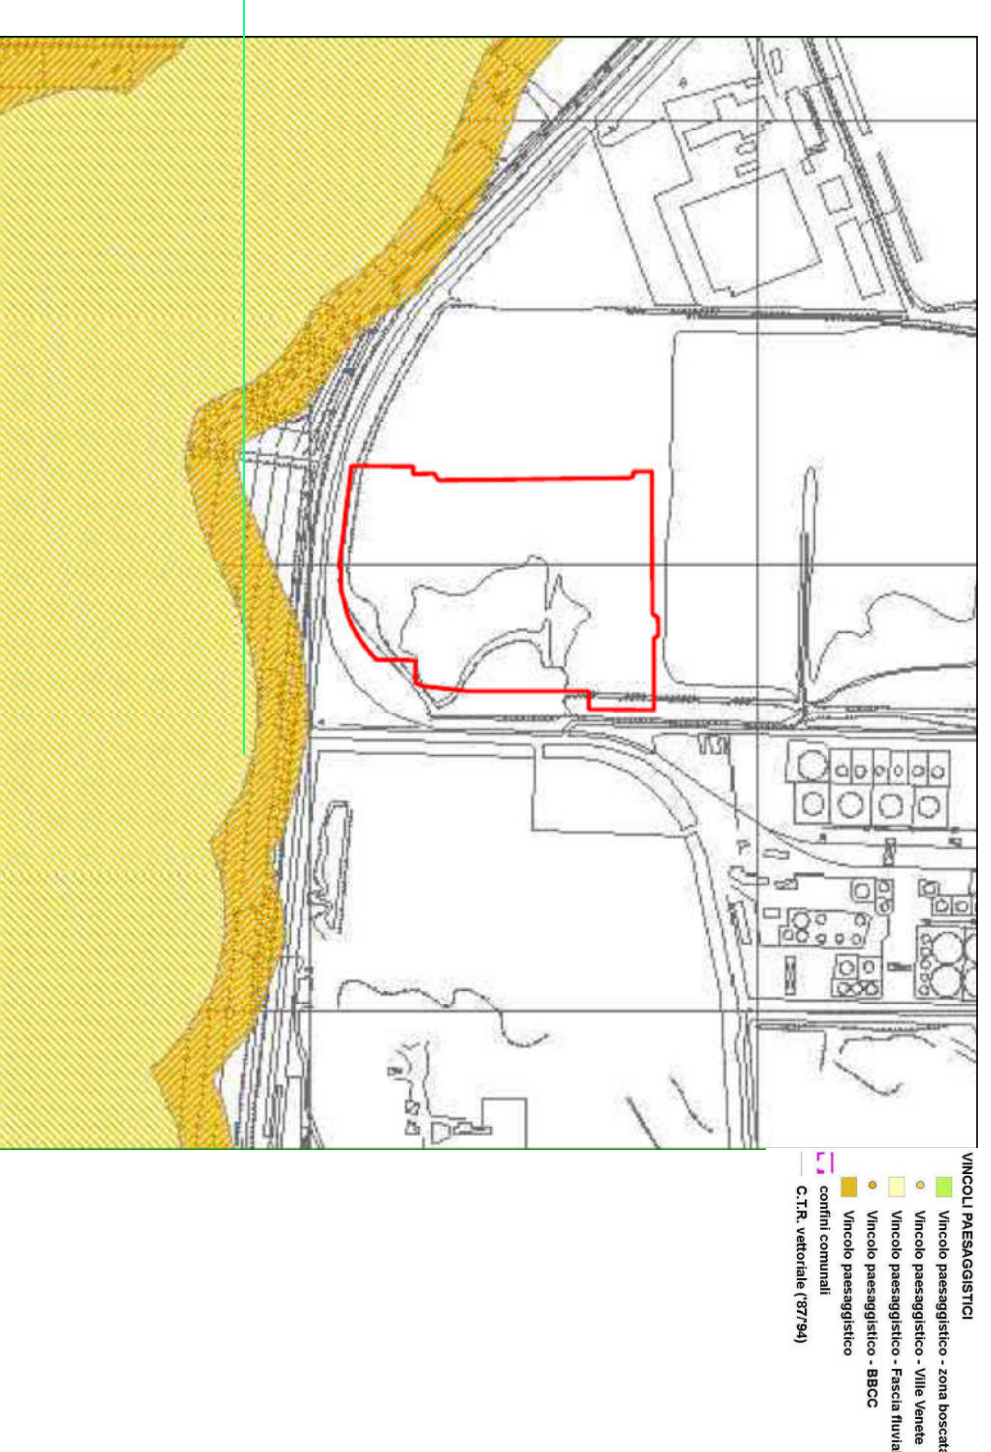 VINCOLI PAESAGGISTICI
Vincolo paesaggistico - zona boscata
Vincolo paesaggistico - Ville Venete
Vincolo paesaggistico - Fascia fluvial
Vincolo paesaggistico - BBCC
Vincolo paesaggistico
confini comunali
C.T.R. vettoriale ('87/'94)